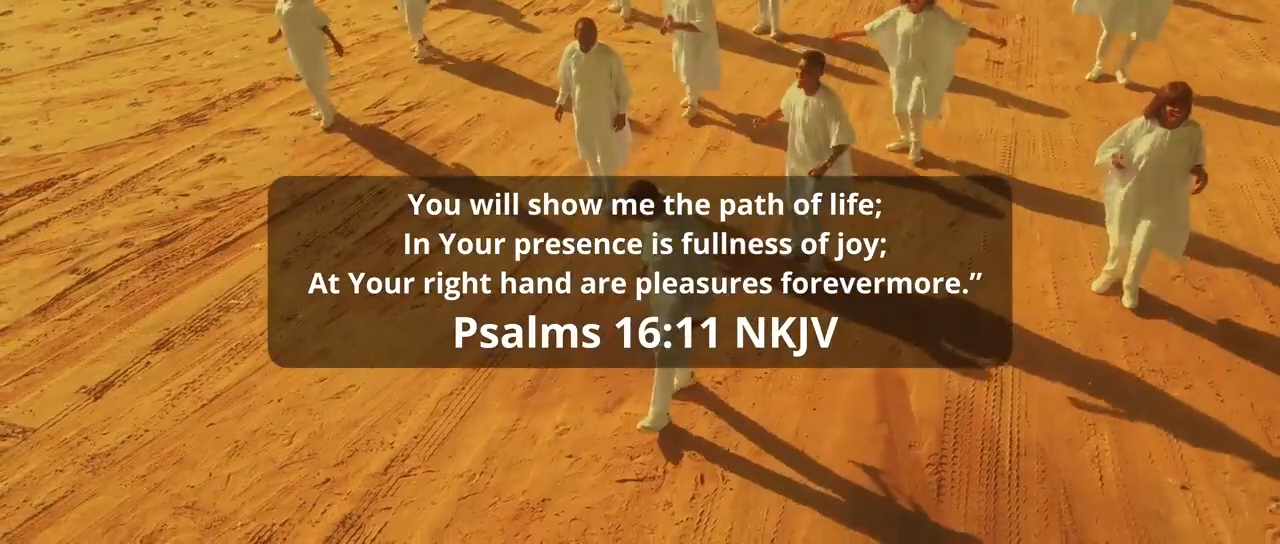 You will show me the path of life;
In Your presence is fullness of joy;
At Your right hand are pleasures forevermore.”
Psalms 16:11 NKJV